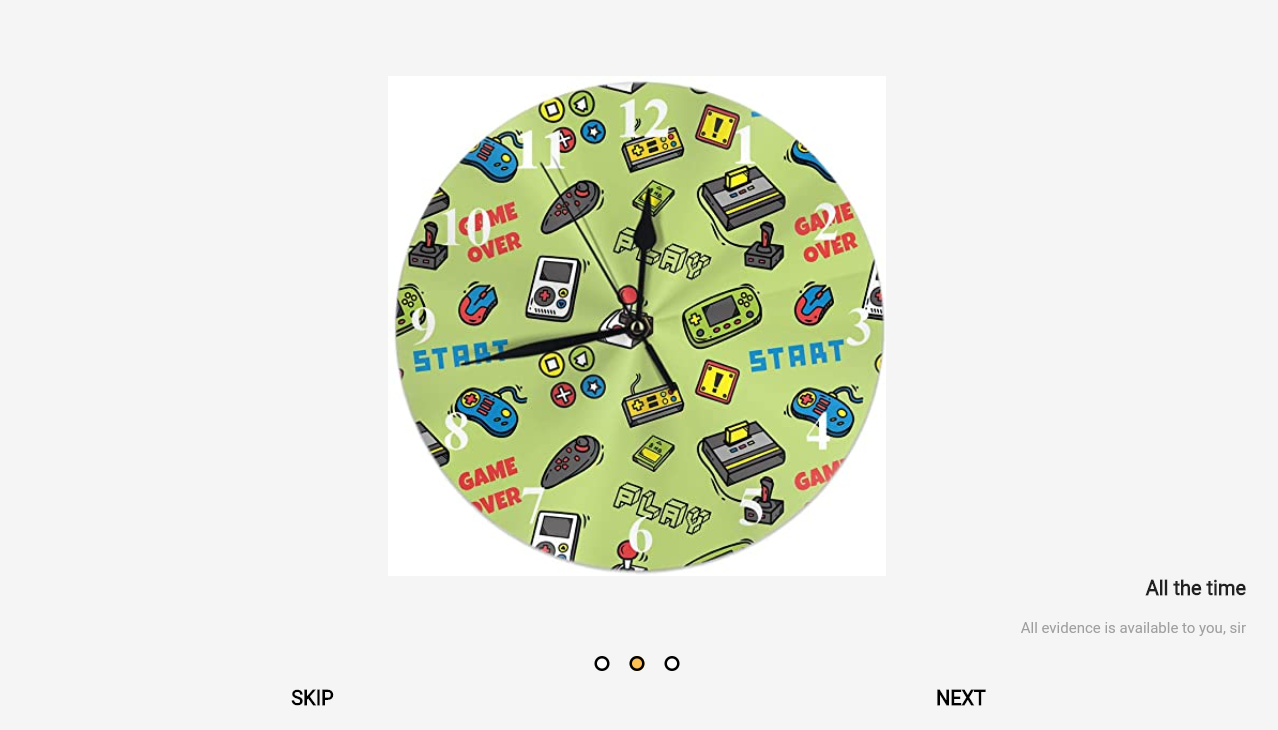 12
11
1
GAME
OVER
10
GAME
OVER
2
PLAY
9
3
START
START
8
4
GAME
OVER
GAM
7
PLAY
5
6
All the time
All evidence is available to you, sir
SKIP
NEXT